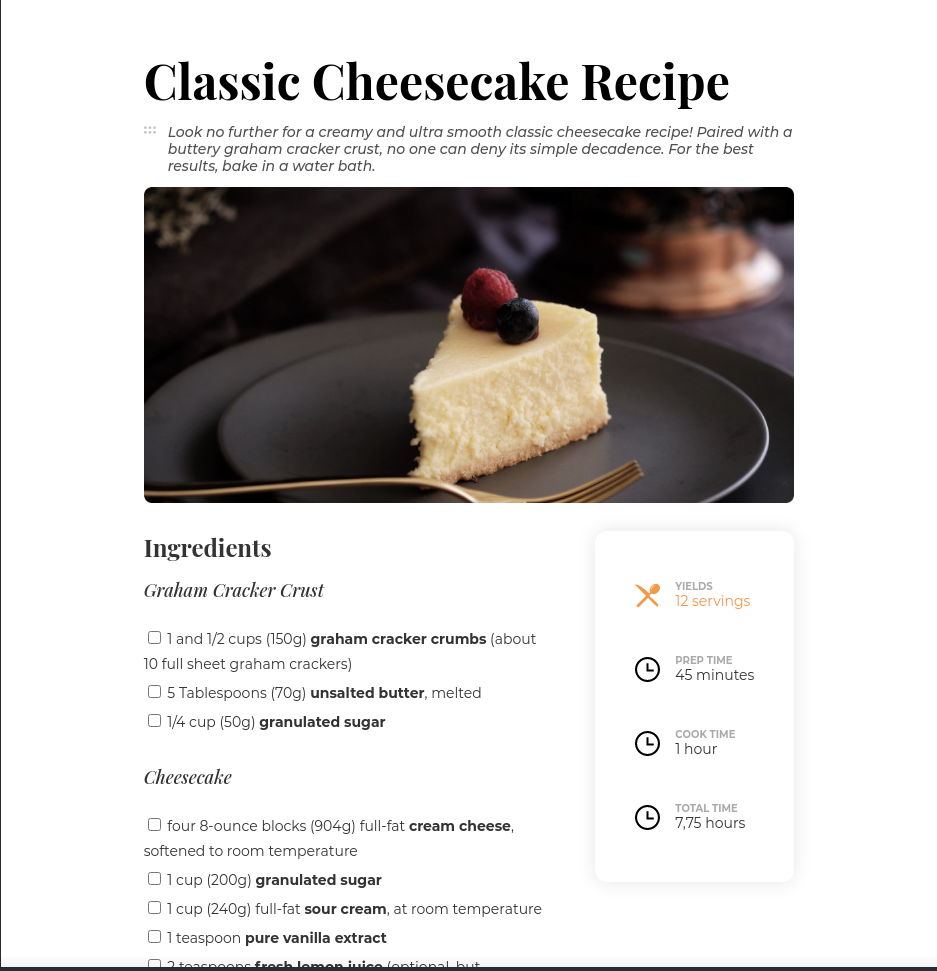 Classic Cheesecake Recipe
Look no further for a creamy and ultra smooth classic cheesecake recipe! Paired with a
buttery graham cracker crust, no one can deny its simple decadence. For the best
results, bake in a water bath.
Ingredients
Graham Cracker Crust
1 and 1/2 cups (150g) graham cracker crumbs (about
10 full sheet graham crackers)
5 Tablespoons (70g) unsalted butter, melted
1/4 cup (50g) granulated sugar
Cheesecake
four 8-ounce blocks (904g) full-fat cream cheese,
softened to room temperature
1 cup (200g) granulated sugar
1 cup (240g) full-fat sour cream, at room temperature
1 teaspoon pure vanilla extract
2 teaspoons fresh lemon juice (optional, but
YIELDS
12 servings
PREP TIME
45 minutes
COOK TIME
1 hour
TOTAL TIME
7,75 hours